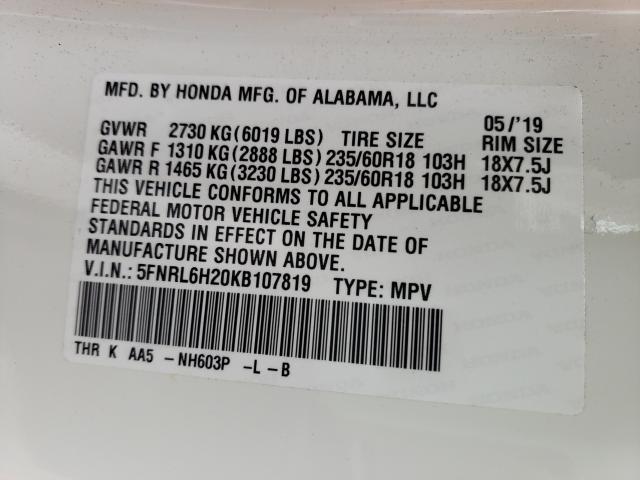 MFD. BY HONDA MFG. OF ALABAMA, LLC
05/'19
GVWR 2730 KG(6019 LBS) TIRE SIZE RIM SIZE
GAWR F 1310 KG(2888 LBS)235/60R18 103H 18X7.5J
GAWR R 1465 KG(3230 LBS)235/60R18 103H 18X7.5J
THIS VEHICLE CONFORMS TO ALL APPLICABLE
FEDERAL MOTOR VEHICLE SAFETY
STANDARDS IN EFFECT ON THE DATE OF
MANUFACTURE SHOWN ABOVE.
V.I.N.: 5FNRL6H20KB107819 TYPE: MPV
THR K AA5 -NH603P -L-B